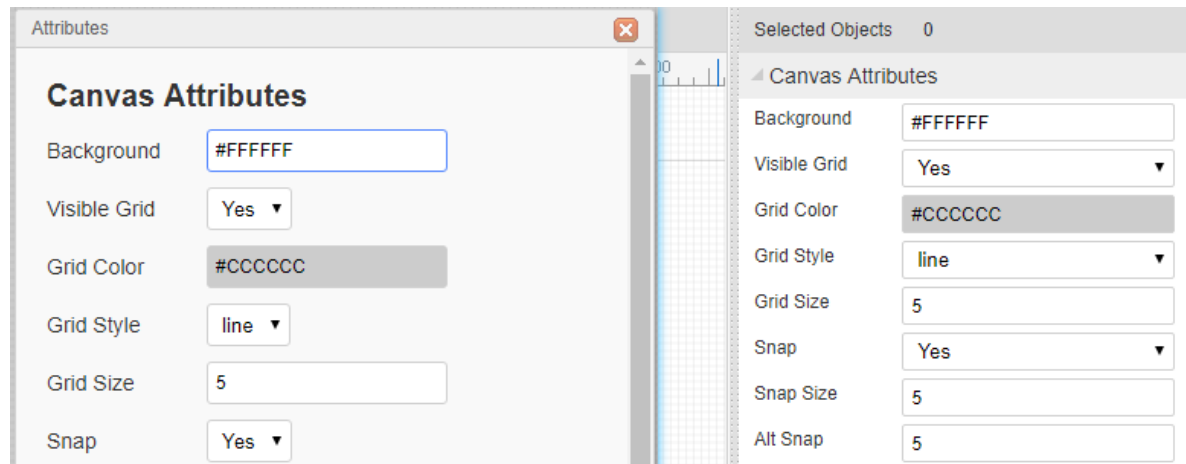 Attributes
Canvas Attributes
Background #FFFFFF
Visible Grid Yes
Grid Color #CCCCCC
Grid Style line
Grid Size 5
Snap Yes
Selected Objects 0
Canvas Attributes
Background #FFFFFF
Visible Grid Yes
Grid Color #CCCCCC
Grid Style line
Grid Size 5
Snap Yes
Snap Size 5
Alt Snap 5